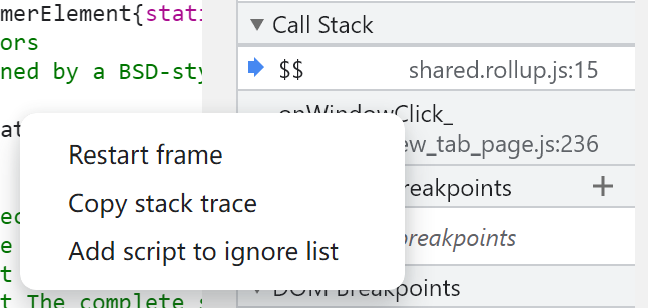 merElement{stati
Call Stack
ors
ned by a BSD-sty
$$ shared.rollup.js:15
onWindowClick_
at
ew_tab_page.js:236
Restart frame
Copy stack trace
Add script to ignore list
reakpoints
ec
e
breakpoints
t
DOM Breakpoints
t The complete s